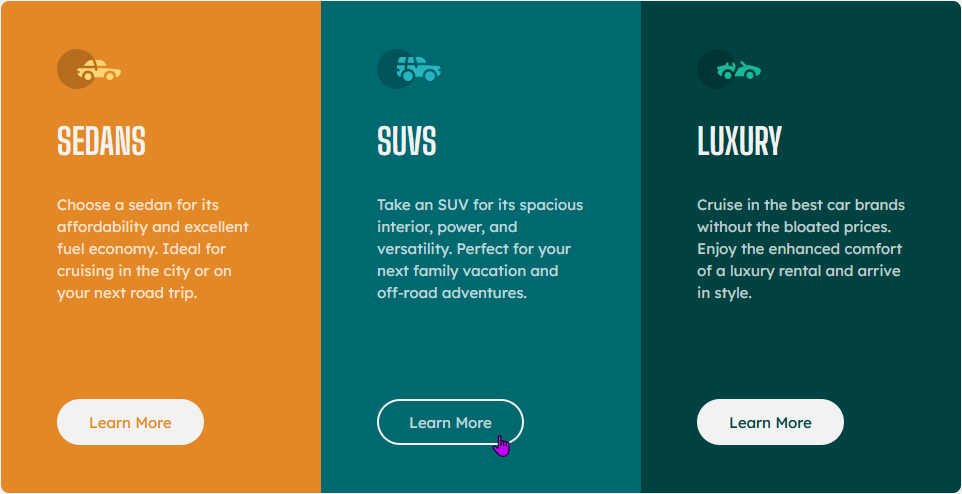 SEDANS
Choose a sedan for its
affordability and excellent
fuel economy. Ideal for
cruising in the city or on
your next road trip.
Learn More
SUVS
Take an SUV for its spacious
interior, power, and
versatility. Perfect for your
next family vacation and
off-road adventures.
Learn More
LUXURY
Cruise in the best car brands
without the bloated prices.
Enjoy the enhanced comfort
of a luxury rental and arrive
in style.
Learn More